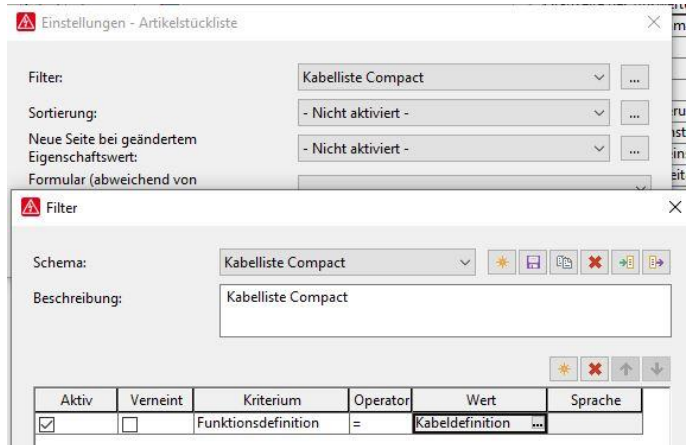 Einstellungen - Artikelstückliste
Filter:
Kabelliste Compact
...
Sortierung:
- Nicht aktiviert -
...
Neue Seite bei geändertem
Eigenschaftswert:
- Nicht aktiviert -
...
Formular (abweichend von
Filter
Schema:
Kabelliste Compact
Beschreibung:
Kabelliste Compact
Aktiv Verneint Kriterium Operator Wert Sprache
Funktionsdefinition = Kabeldefinition ...